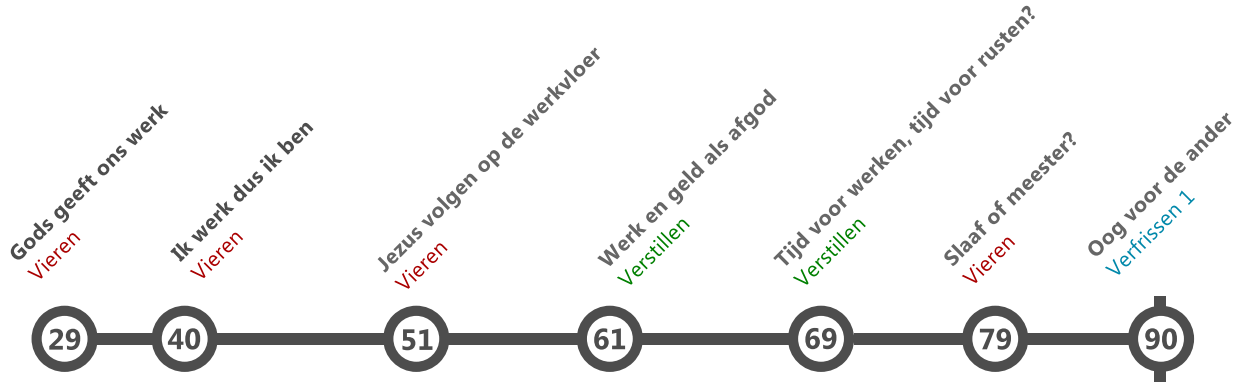 Gods geeft ons werk
Vieren
Ik werk dus ik ben
Vieren
Jezus volgen op de werkvloer
Vieren
Werk en geld als afgod
Verstillen
Tijd voor werken, tijd voor rusten?
Verstillen
Slaaf of meester?
Vieren
Oog voor de ander
Verfrissen 1
29
40
51
61
69
79
90